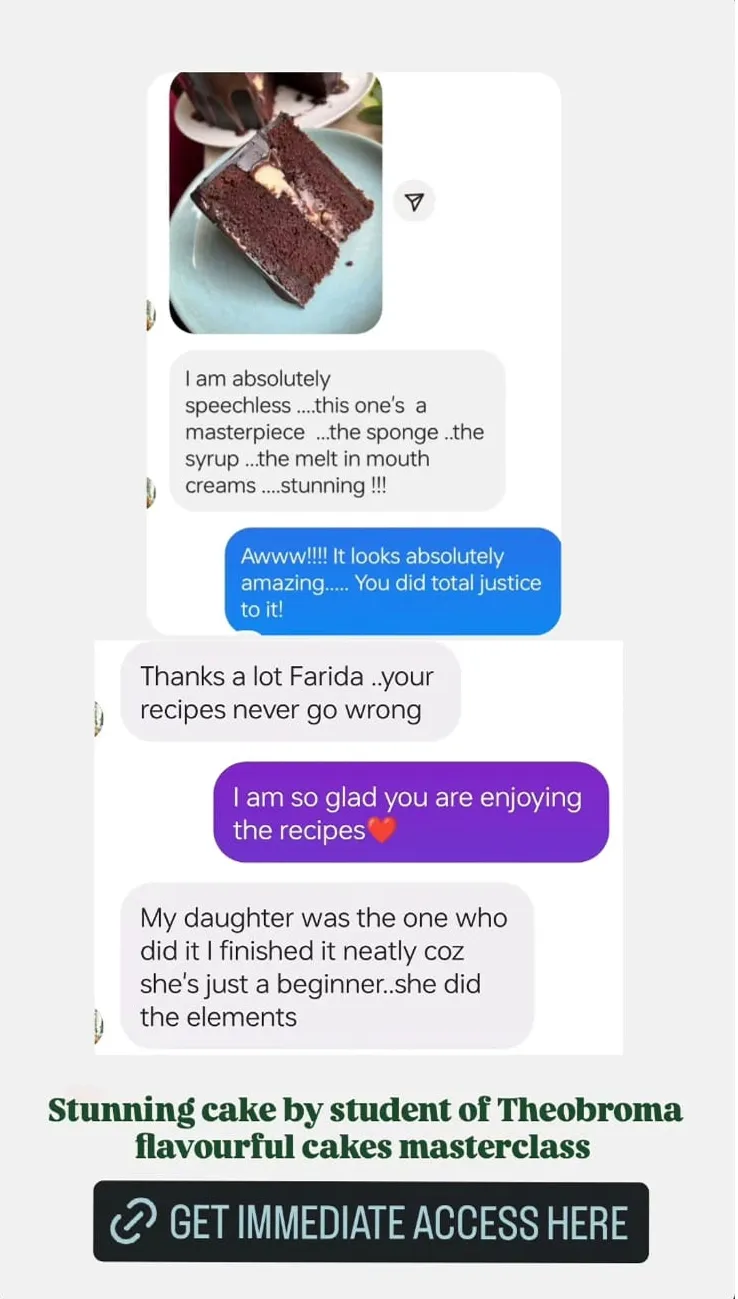 I am absolutely
speechless ....this one's a
masterpiece ...the sponge ..the
syrup ...the melt in mouth
creams ....stunning !!!
Awww!!!! It looks absolutely
amazing..... You did total justice
to it!
Thanks a lot Farida ..your
recipes never go wrong
I am so glad you are enjoying
the recipes❤️
My daughter was the one who
did it I finished it neatly coz
she's just a beginner..she did
the elements
Stunning cake by student of Theobroma
flavourful cakes masterclass
GET IMMEDIATE ACCESS HERE